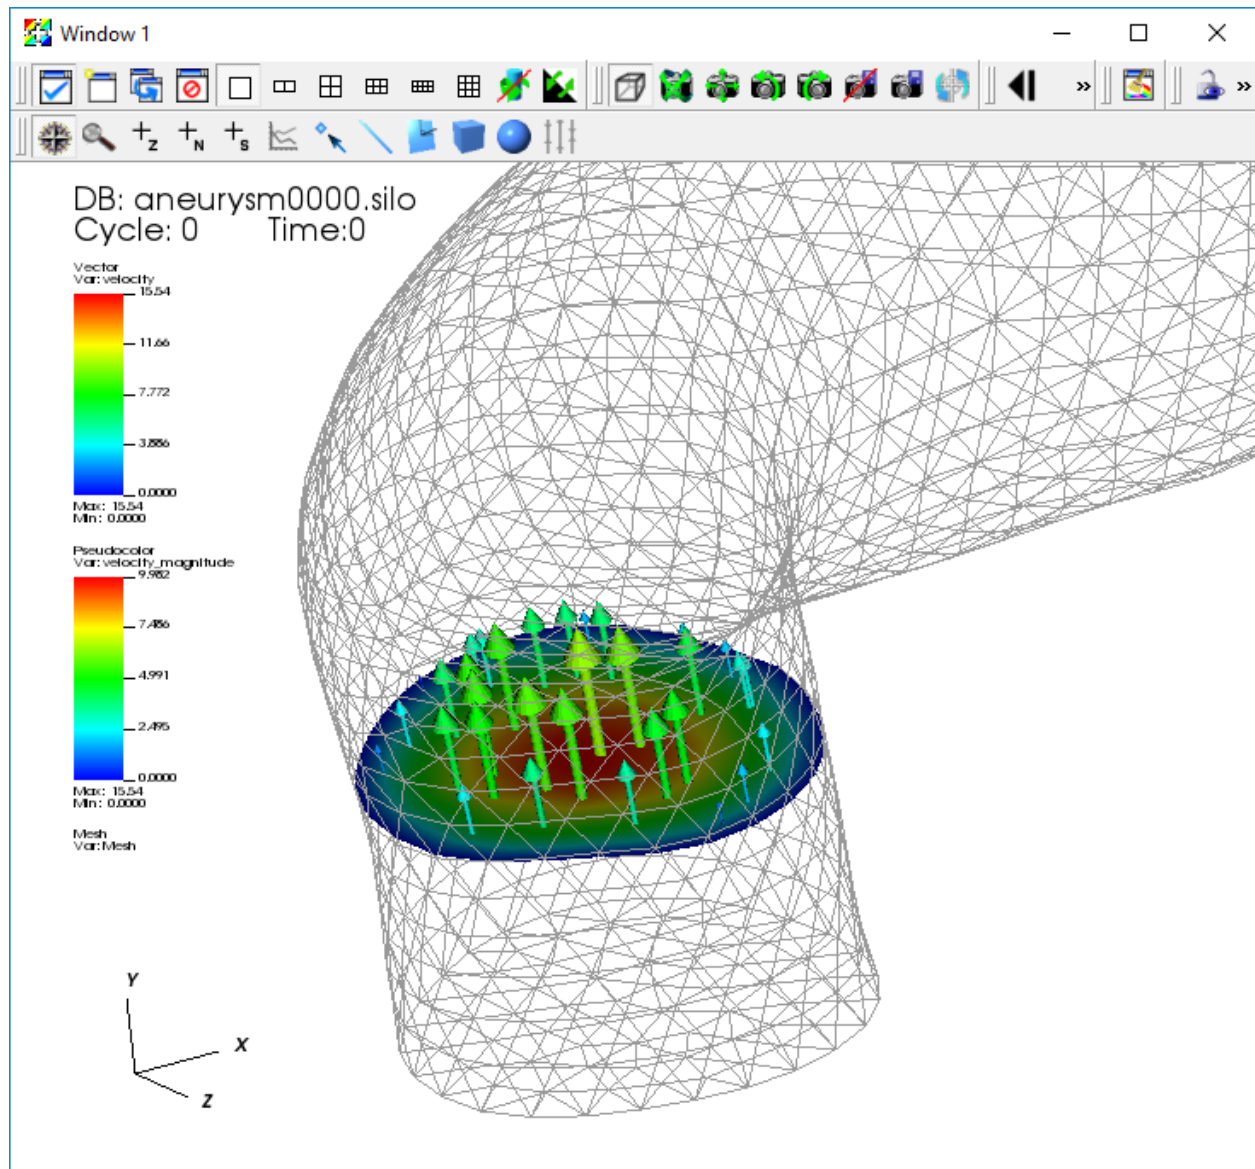 Window 1
»
»
+z
+N
+s
DB: aneurysm0000.silo
Cycle: 0 Time:0
Vector
Var: velocity
15.54
11.66
7.772
3.886
0.0000
Max: 15.54
Min: 0.0000
Pseudocolor
Var: velocity_magnitude
9.982
7.486
4.991
2.495
0.0000
Max: 15.54
Min: 0.0000
Mesh
Var: Mesh
Y
X
Z